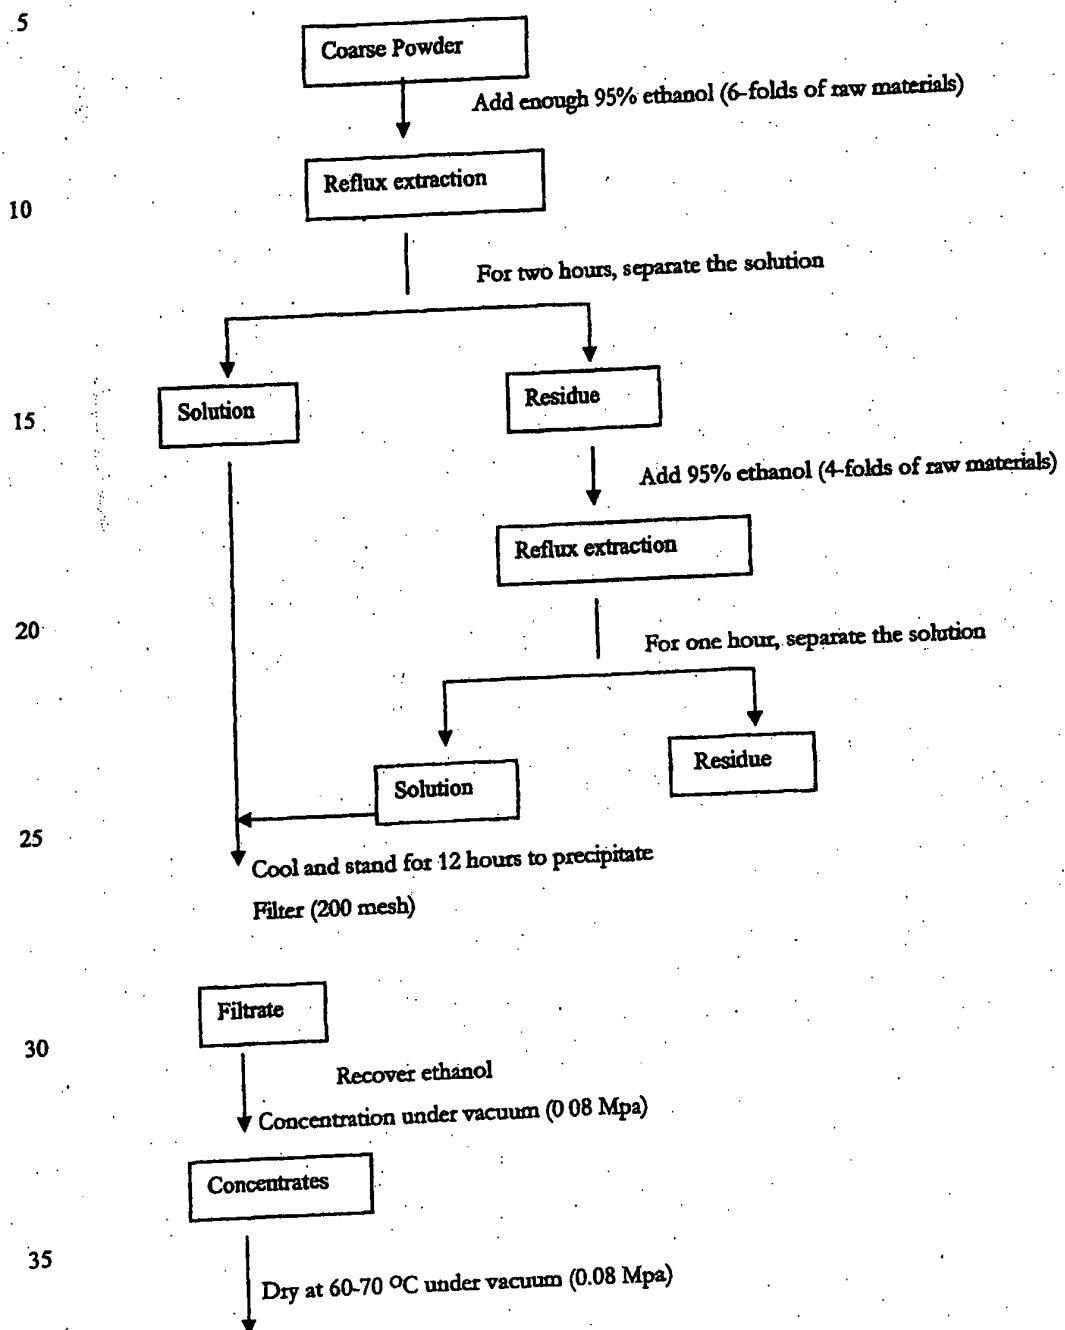 5
Coarse Powder
Add enough 95% ethanol (6-folds of raw materials)
Reflux extraction
10
For two hours, separate the solution
Solution
Residue
15
Add 95% ethanol (4-folds of raw materials)
Reflux extraction
20
For one hour, separate the solution
Solution
Residue
25
Cool and stand for 12 hours to precipitate
Filter (200 mesh)
Filtrate
30
Recover ethanol
Concentration under vacuum (0 08 Mpa)
Concentrates
35
Dry at 60-70 °C under vacuum (0.08 Mpa)